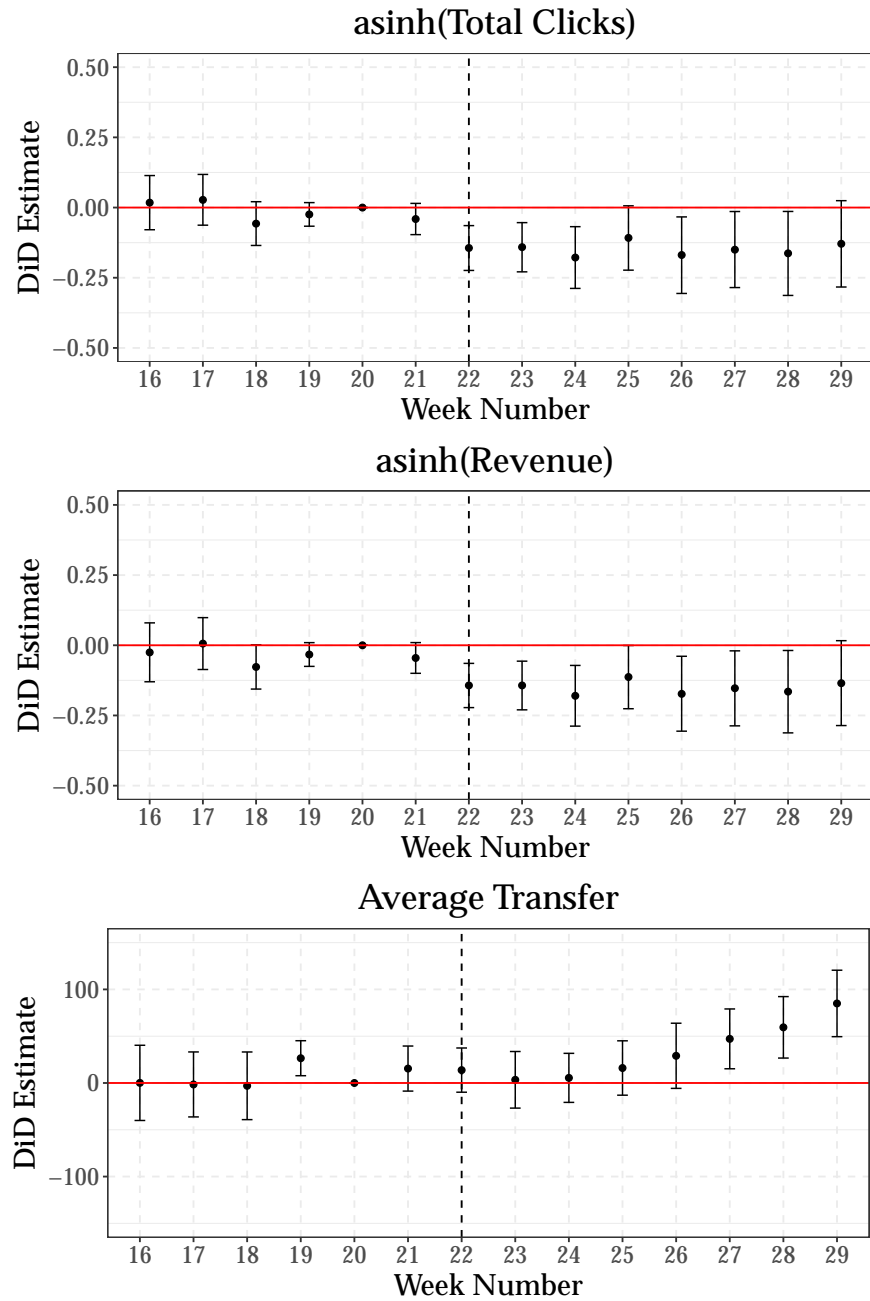 asinh(Total Clicks)
0.50
0.25
0.00
−0.25
−0.50
DiD Estimate
16 17 18 19 20 21 22 23 24 25 26 27 28 29
Week Number
asinh(Revenue)
0.50
0.25
0.00
−0.25
−0.50
DiD Estimate
16 17 18 19 20 21 22 23 24 25 26 27 28 29
Week Number
Average Transfer
100
0
−100
DiD Estimate
16 17 18 19 20 21 22 23 24 25 26 27 28 29
Week Number